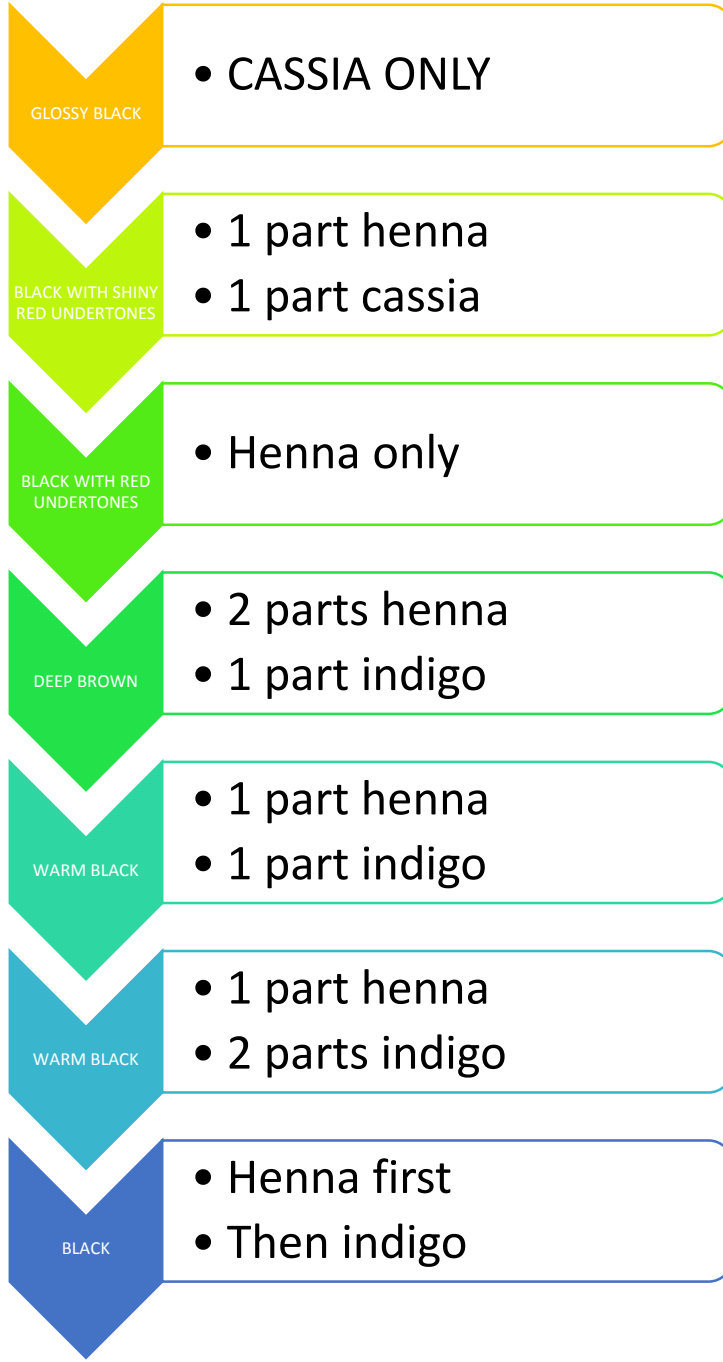 GLOSSY BLACK
• CASSIA ONLY
BLACK WITH SHINY
RED UNDERTONES
• 1 part henna
• 1 part cassia
BLACK WITH RED
UNDERTONES
• Henna only
DEEP BROWN
• 2 parts henna
• 1 part indigo
WARM BLACK
• 1 part henna
• 1 part indigo
WARM BLACK
• 1 part henna
• 2 parts indigo
BLACK
• Henna first
• Then indigo